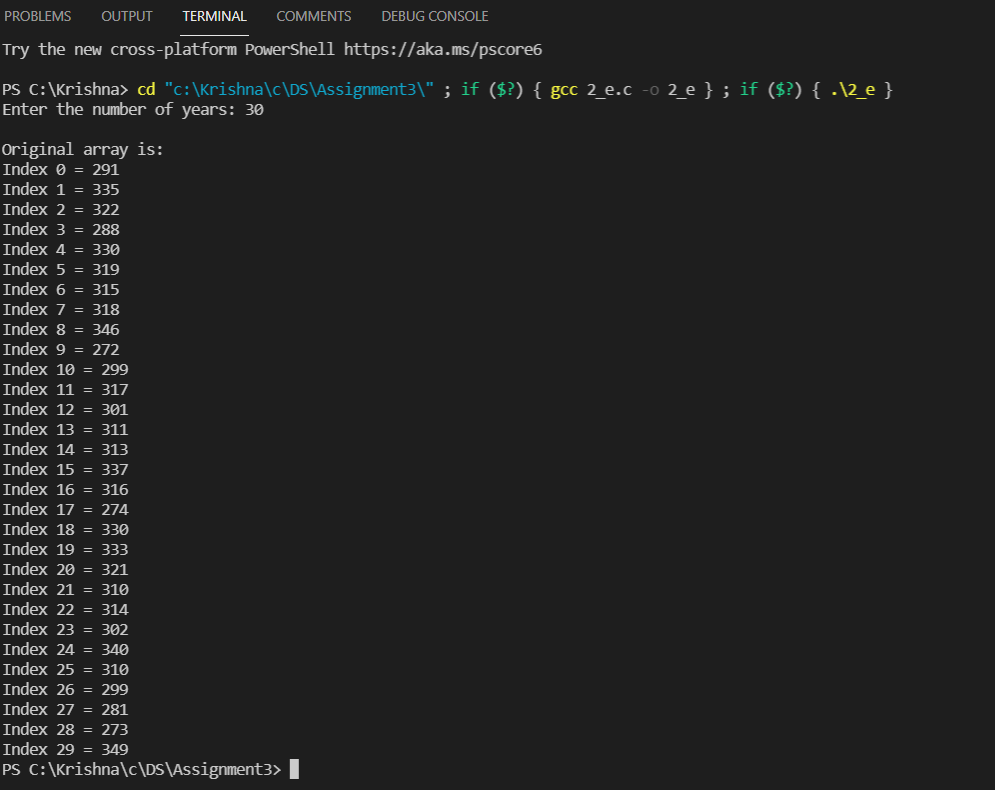 PROBLEMS OUTPUT TERMINAL COMMENTS DEBUG CONSOLE
Try the new cross-platform PowerShell https://aka.ms/pscore6
PS C:\Krishna> cd "c:\Krishna\c\DS\Assignment3\" ; if ($?) { gcc 2_e.c -o 2_e } ; if ($?) { .\2_e }
Enter the number of years: 30
Original array is:
Index 0 = 291
Index 1 = 335
Index 2 = 322
Index 3 = 288
Index 4 = 330
Index 5 = 319
Index 6 = 315
Index 7 = 318
Index 8 = 346
Index 9 = 272
Index 10 = 299
Index 11 = 317
Index 12 = 301
Index 13 = 311
Index 14 = 313
Index 15 = 337
Index 16 = 316
Index 17 = 274
Index 18 = 330
Index 19 = 333
Index 20 = 321
Index 21 = 310
Index 22 = 314
Index 23 = 302
Index 24 = 340
Index 25 = 310
Index 26 = 299
Index 27 = 281
Index 28 = 273
Index 29 = 349
PS C:\Krishna\c\DS\Assignment3>